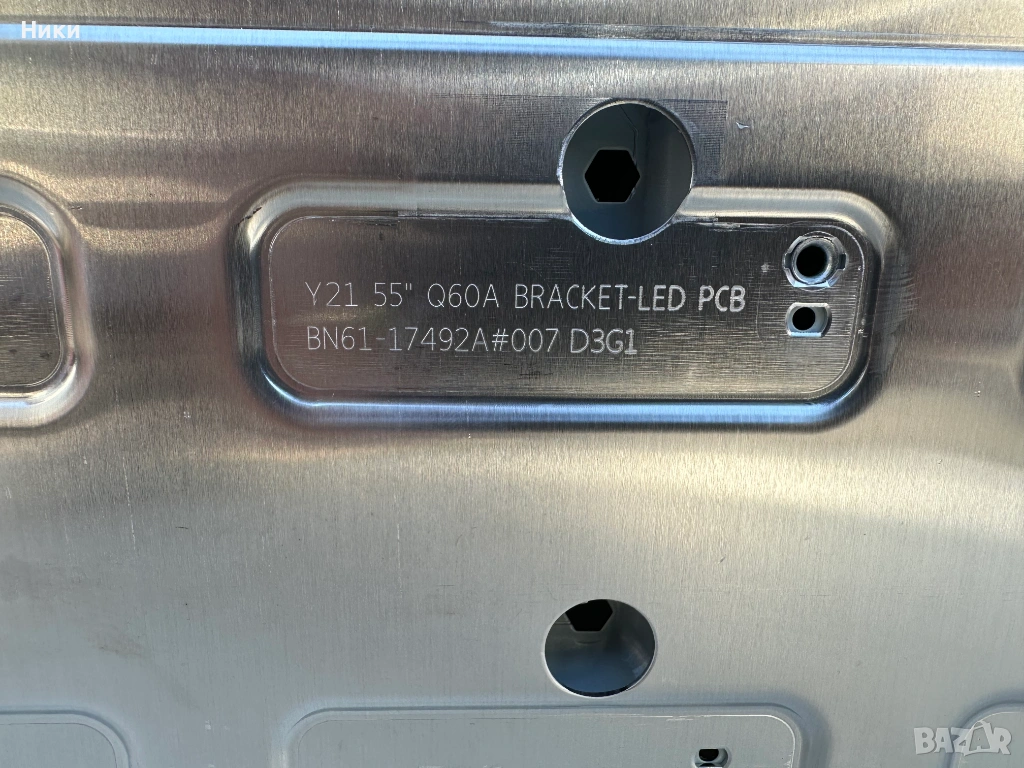 Ники
Y21 55" Q60A BRACKET-LED PCB
BN61-17492A#007 D3G1
BAZAR